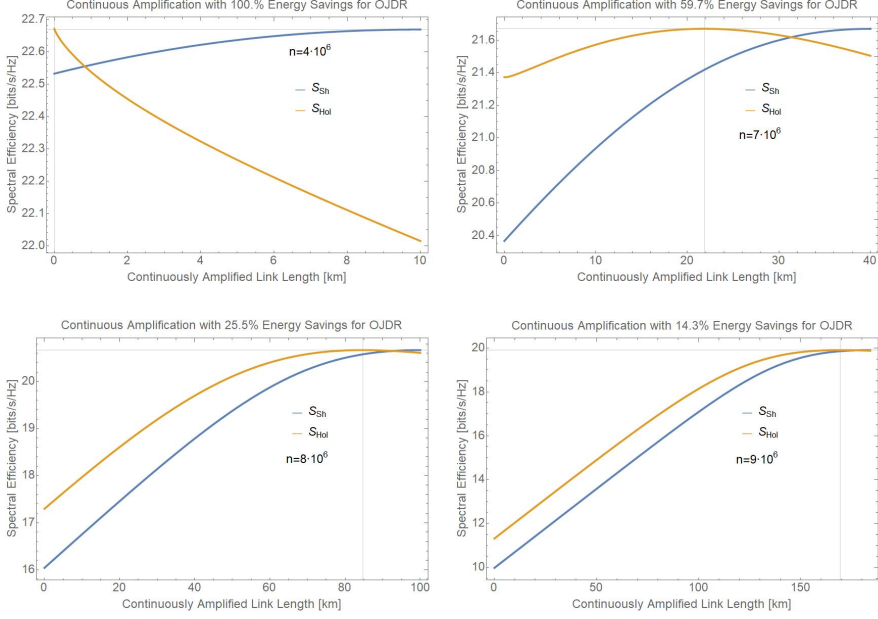 Continuous Amplification with 100.% Energy Savings for OJDR
22.7
22.6
22.5
22.4
22.3
22.2
22.1
22.0
Spectral Efficiency [bits/s/Hz]
n=4·10⁶
S_Sh
S_Hol
0 2 4 6 8 10
Continuously Amplified Link Length [km]
Continuous Amplification with 59.7% Energy Savings for OJDR
21.6
21.4
21.2
21.0
20.8
20.6
20.4
Spectral Efficiency [bits/s/Hz]
S_Sh
S_Hol
n=7·10⁶
0 10 20 30 40
Continuously Amplified Link Length [km]
Continuous Amplification with 25.5% Energy Savings for OJDR
20
19
18
17
16
Spectral Efficiency [bits/s/Hz]
S_Sh
S_Hol
n=8·10⁶
0 20 40 60 80 100
Continuously Amplified Link Length [km]
Continuous Amplification with 14.3% Energy Savings for OJDR
20
18
16
14
12
10
Spectral Efficiency [bits/s/Hz]
S_Sh
S_Hol
n=9·10⁶
0 50 100 150
Continuously Amplified Link Length [km]